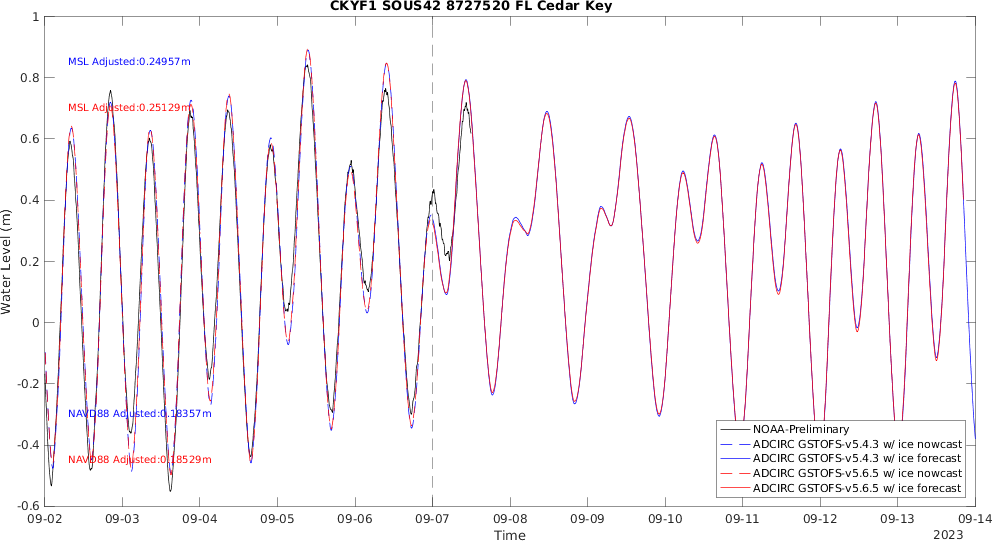 CKYF1 SOUS42 8727520 FL Cedar Key
1
0.8
0.6
0.4
0.2
0
-0.2
-0.4
-0.6
Water Level (m)
MSL Adjusted:0.24957m
MSL Adjusted:0.25129m
NAVD88 Adjusted:0.18357m
NAVD88 Adjusted:0.18529m
NOAA-Preliminary
ADCIRC GSTOFS-v5.4.3 w/ ice nowcast
ADCIRC GSTOFS-v5.4.3 w/ ice forecast
ADCIRC GSTOFS-v5.6.5 w/ ice nowcast
ADCIRC GSTOFS-v5.6.5 w/ ice forecast
09-02 09-03 09-04 09-05 09-06 09-07 09-08 09-09 09-10 09-11 09-12 09-13 09-14
Time
2023